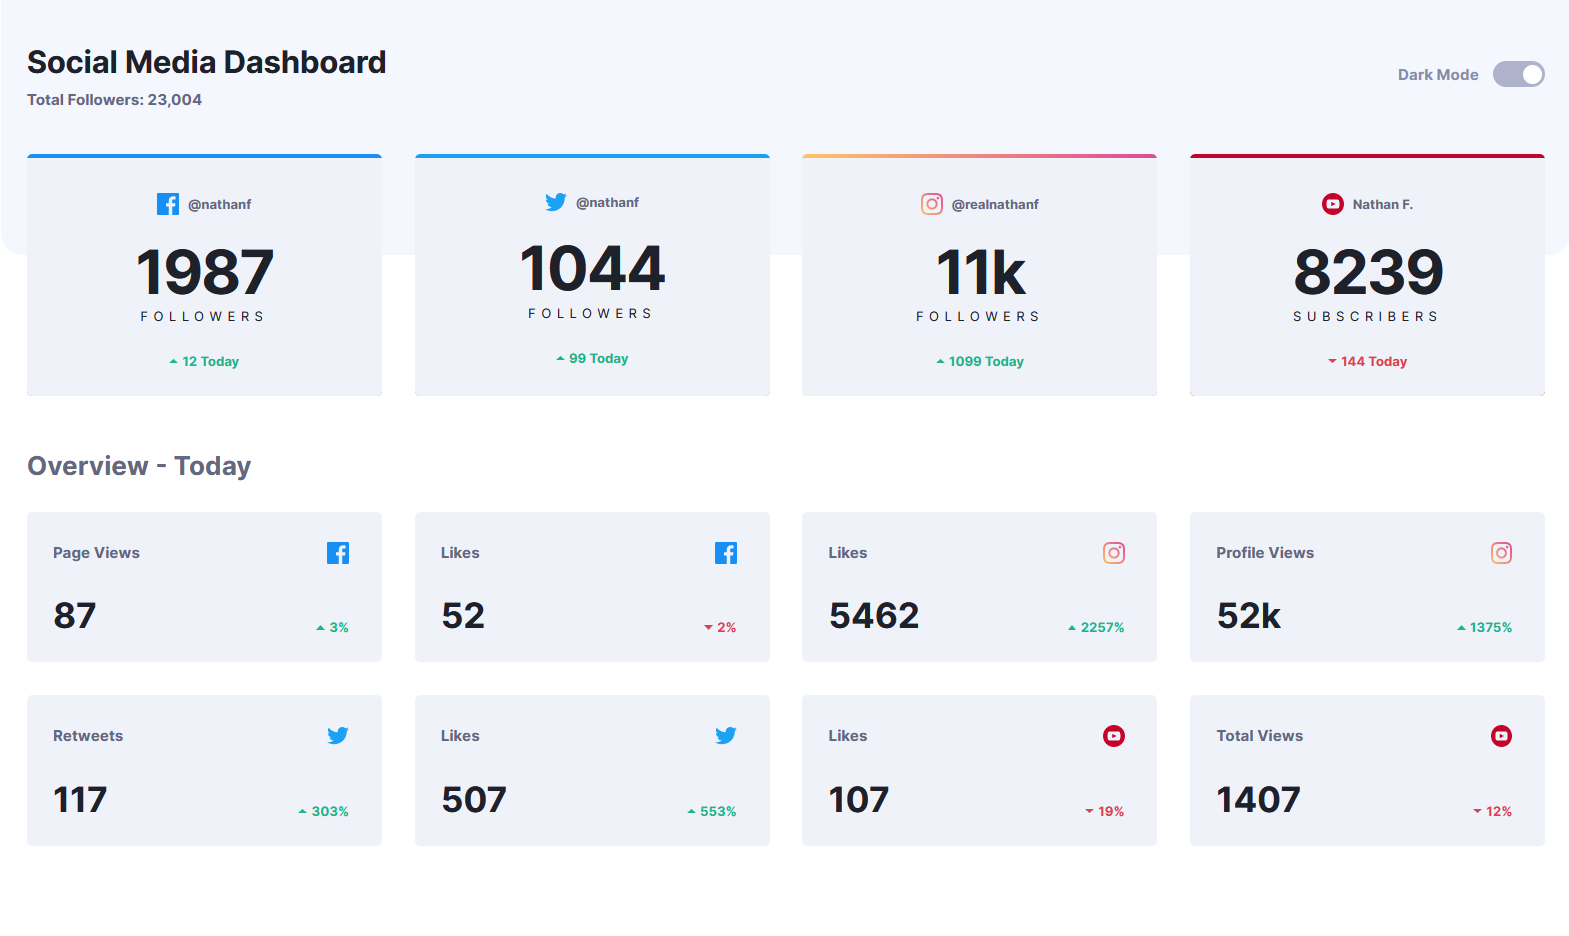 Social Media Dashboard
Total Followers: 23,004
Dark Mode
@nathanf
1987
FOLLOWERS
12 Today
@nathanf
1044
FOLLOWERS
99 Today
@realnathanf
11k
FOLLOWERS
1099 Today
Nathan F.
8239
SUBSCRIBERS
144 Today
Overview - Today
Page Views
87
3%
Likes
52
2%
Likes
5462
2257%
Profile Views
52k
1375%
Retweets
117
303%
Likes
507
553%
Likes
107
19%
Total Views
1407
12%